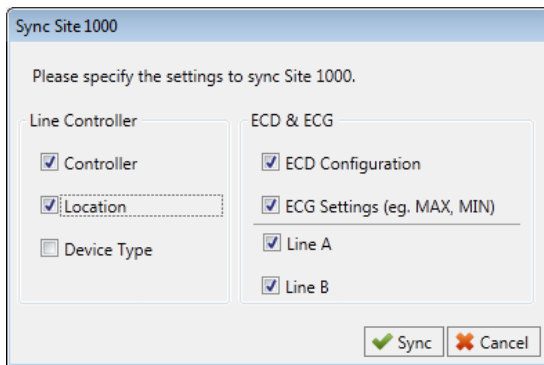 Sync Site 1000
Please specify the settings to sync Site 1000.
Line Controller
Controller
Location
Device Type
ECD & ECG
ECD Configuration
ECG Settings (eg. MAX, MIN)
Line A
Line B
Sync
Cancel